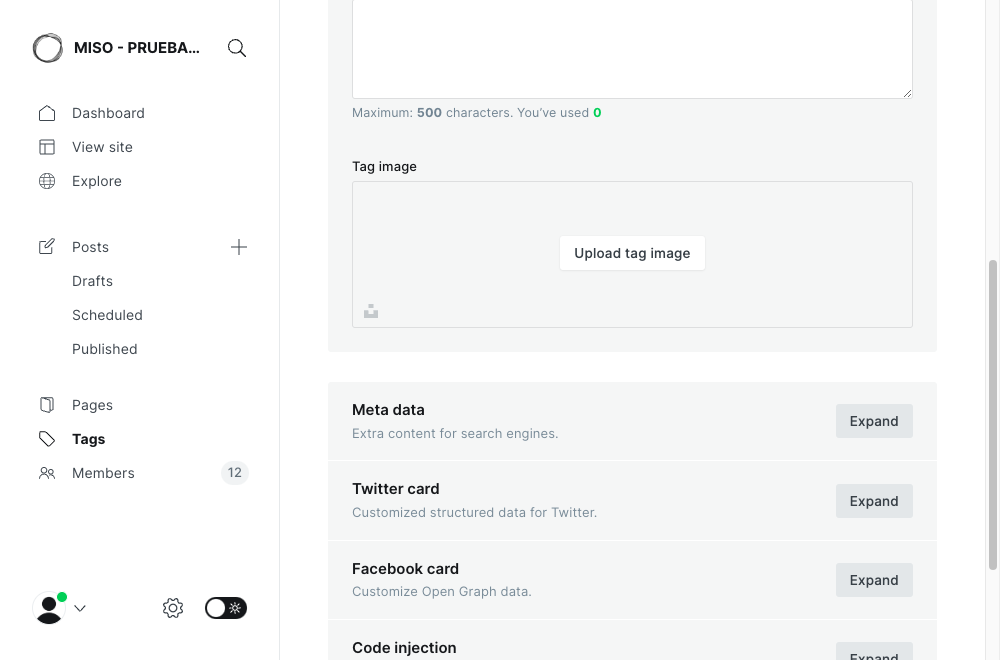 MISO - PRUEBA...
Dashboard
View site
Explore
Posts
Drafts
Scheduled
Published
Pages
Tags
Members
12
Maximum: 500 characters. You’ve used 0
Tag image
Upload tag image
Meta data
Extra content for search engines.
Expand
Twitter card
Customized structured data for Twitter.
Expand
Facebook card
Customize Open Graph data.
Expand
Code injection
Expand